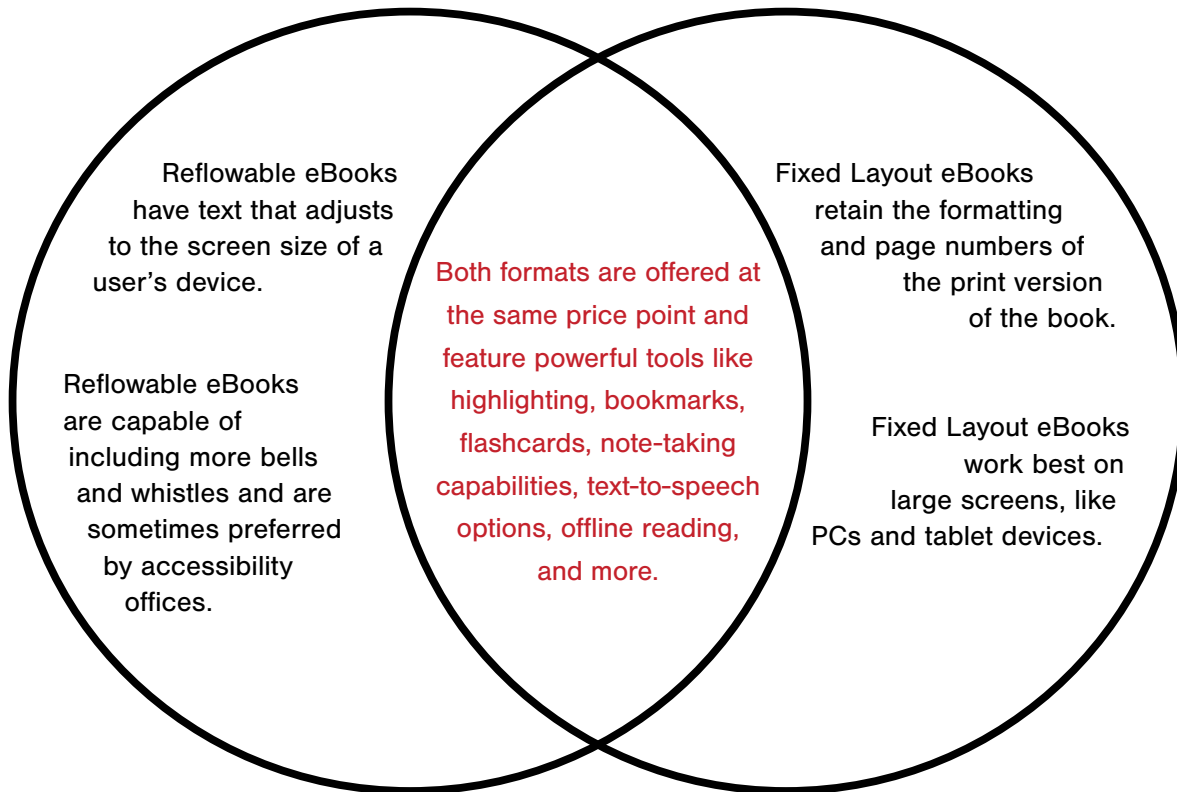 Reflowable eBooks
have text that adjusts
to the screen size of a
user’s device.
Reflowable eBooks
are capable of
including more bells
and whistles and are
sometimes preferred
by accessibility
offices.
Both formats are offered at
the same price point and
feature powerful tools like
highlighting, bookmarks,
flashcards, note-taking
capabilities, text-to-speech
options, offline reading,
and more.
Fixed Layout eBooks
retain the formatting
and page numbers of
the print version
of the book.
Fixed Layout eBooks
work best on
large screens, like
PCs and tablet devices.